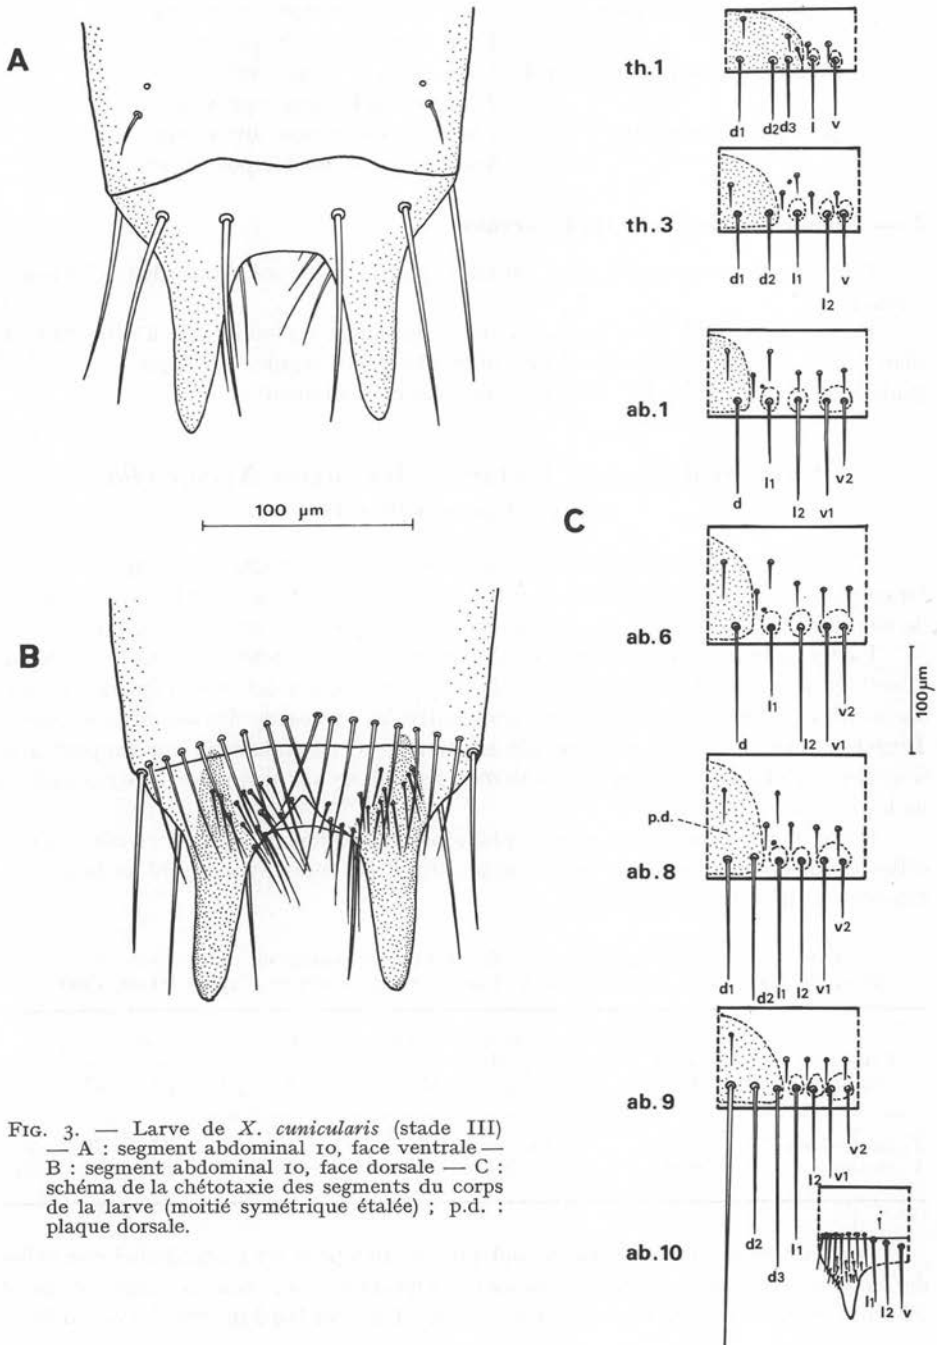 A
th.1
d1
d2
d3
l
v
th.3
d1
d2
l1
v
l2
ab.1
d
l1
l2
v1
v2
100 µm
C
B
ab.6
l1
v2
d
l2
v1
100 µm
p.d.
ab.8
v2
d1
d2
l1
l2
v1
ab.9
v2
l2
v1
l1
d2
d3
ab.10
l1
l2
v
FIG. 3. — Larve de X. cunicularis (stade III)
— A : segment abdominal 10, face ventrale —
B : segment abdominal 10, face dorsale — C :
schéma de la chétotaxie des segments du corps
de la larve (moitié symétrique étalée) ; p.d. :
plaque dorsale.